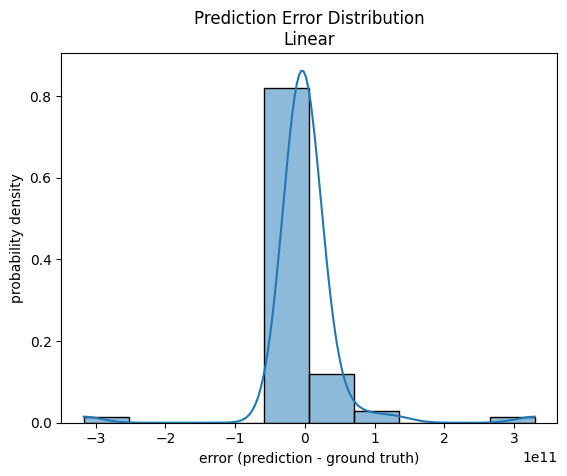 Prediction Error Distribution
Linear
probability density
0.8
0.6
0.4
0.2
0.0
−3 −2 −1 0 1 2 3
1e11
error (prediction - ground truth)